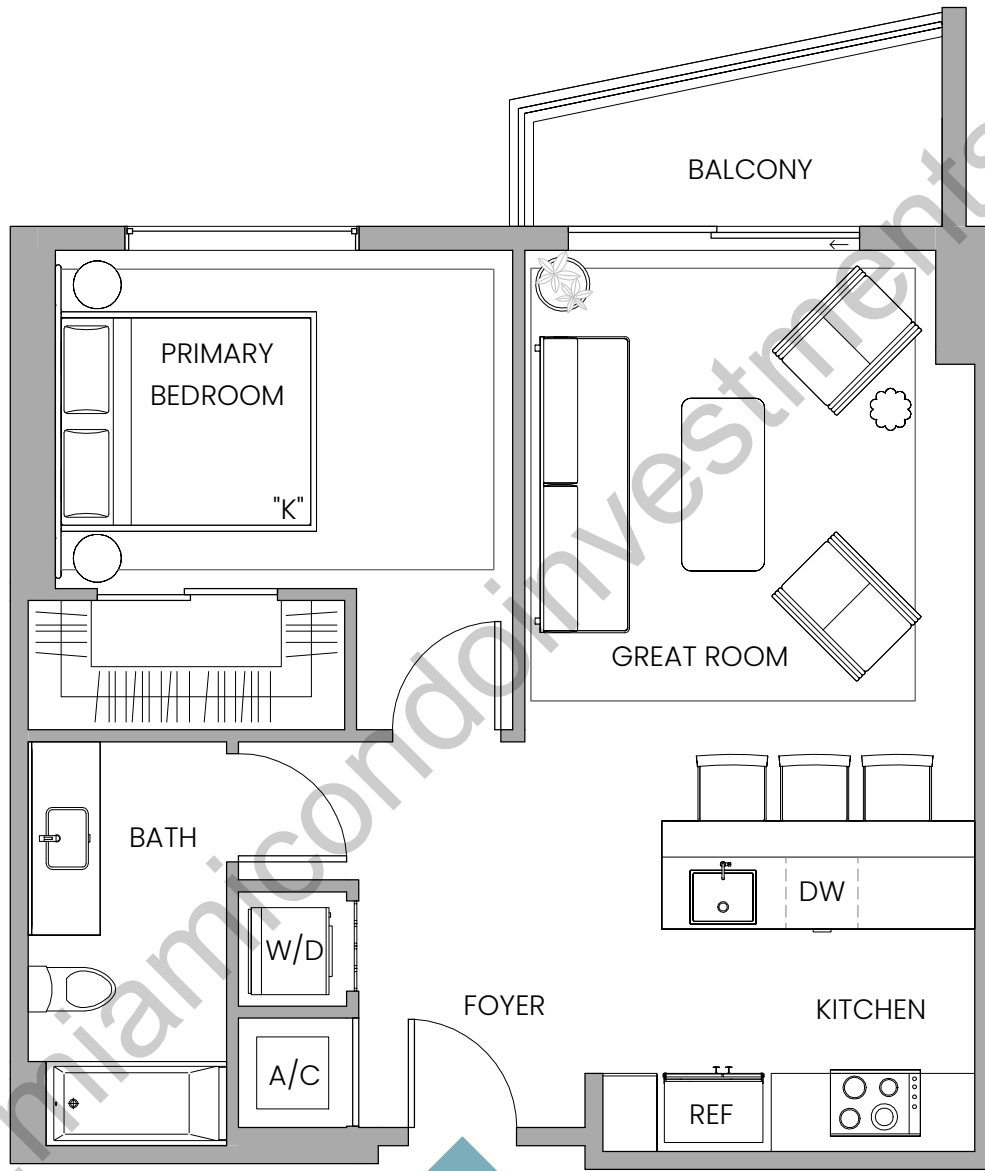 BALCONY
PRIMARY
BEDROOM
"K"
GREAT ROOM
BATH
DW
W/D
FOYER
KITCHEN
A/C
REF
miamicondoinvestments